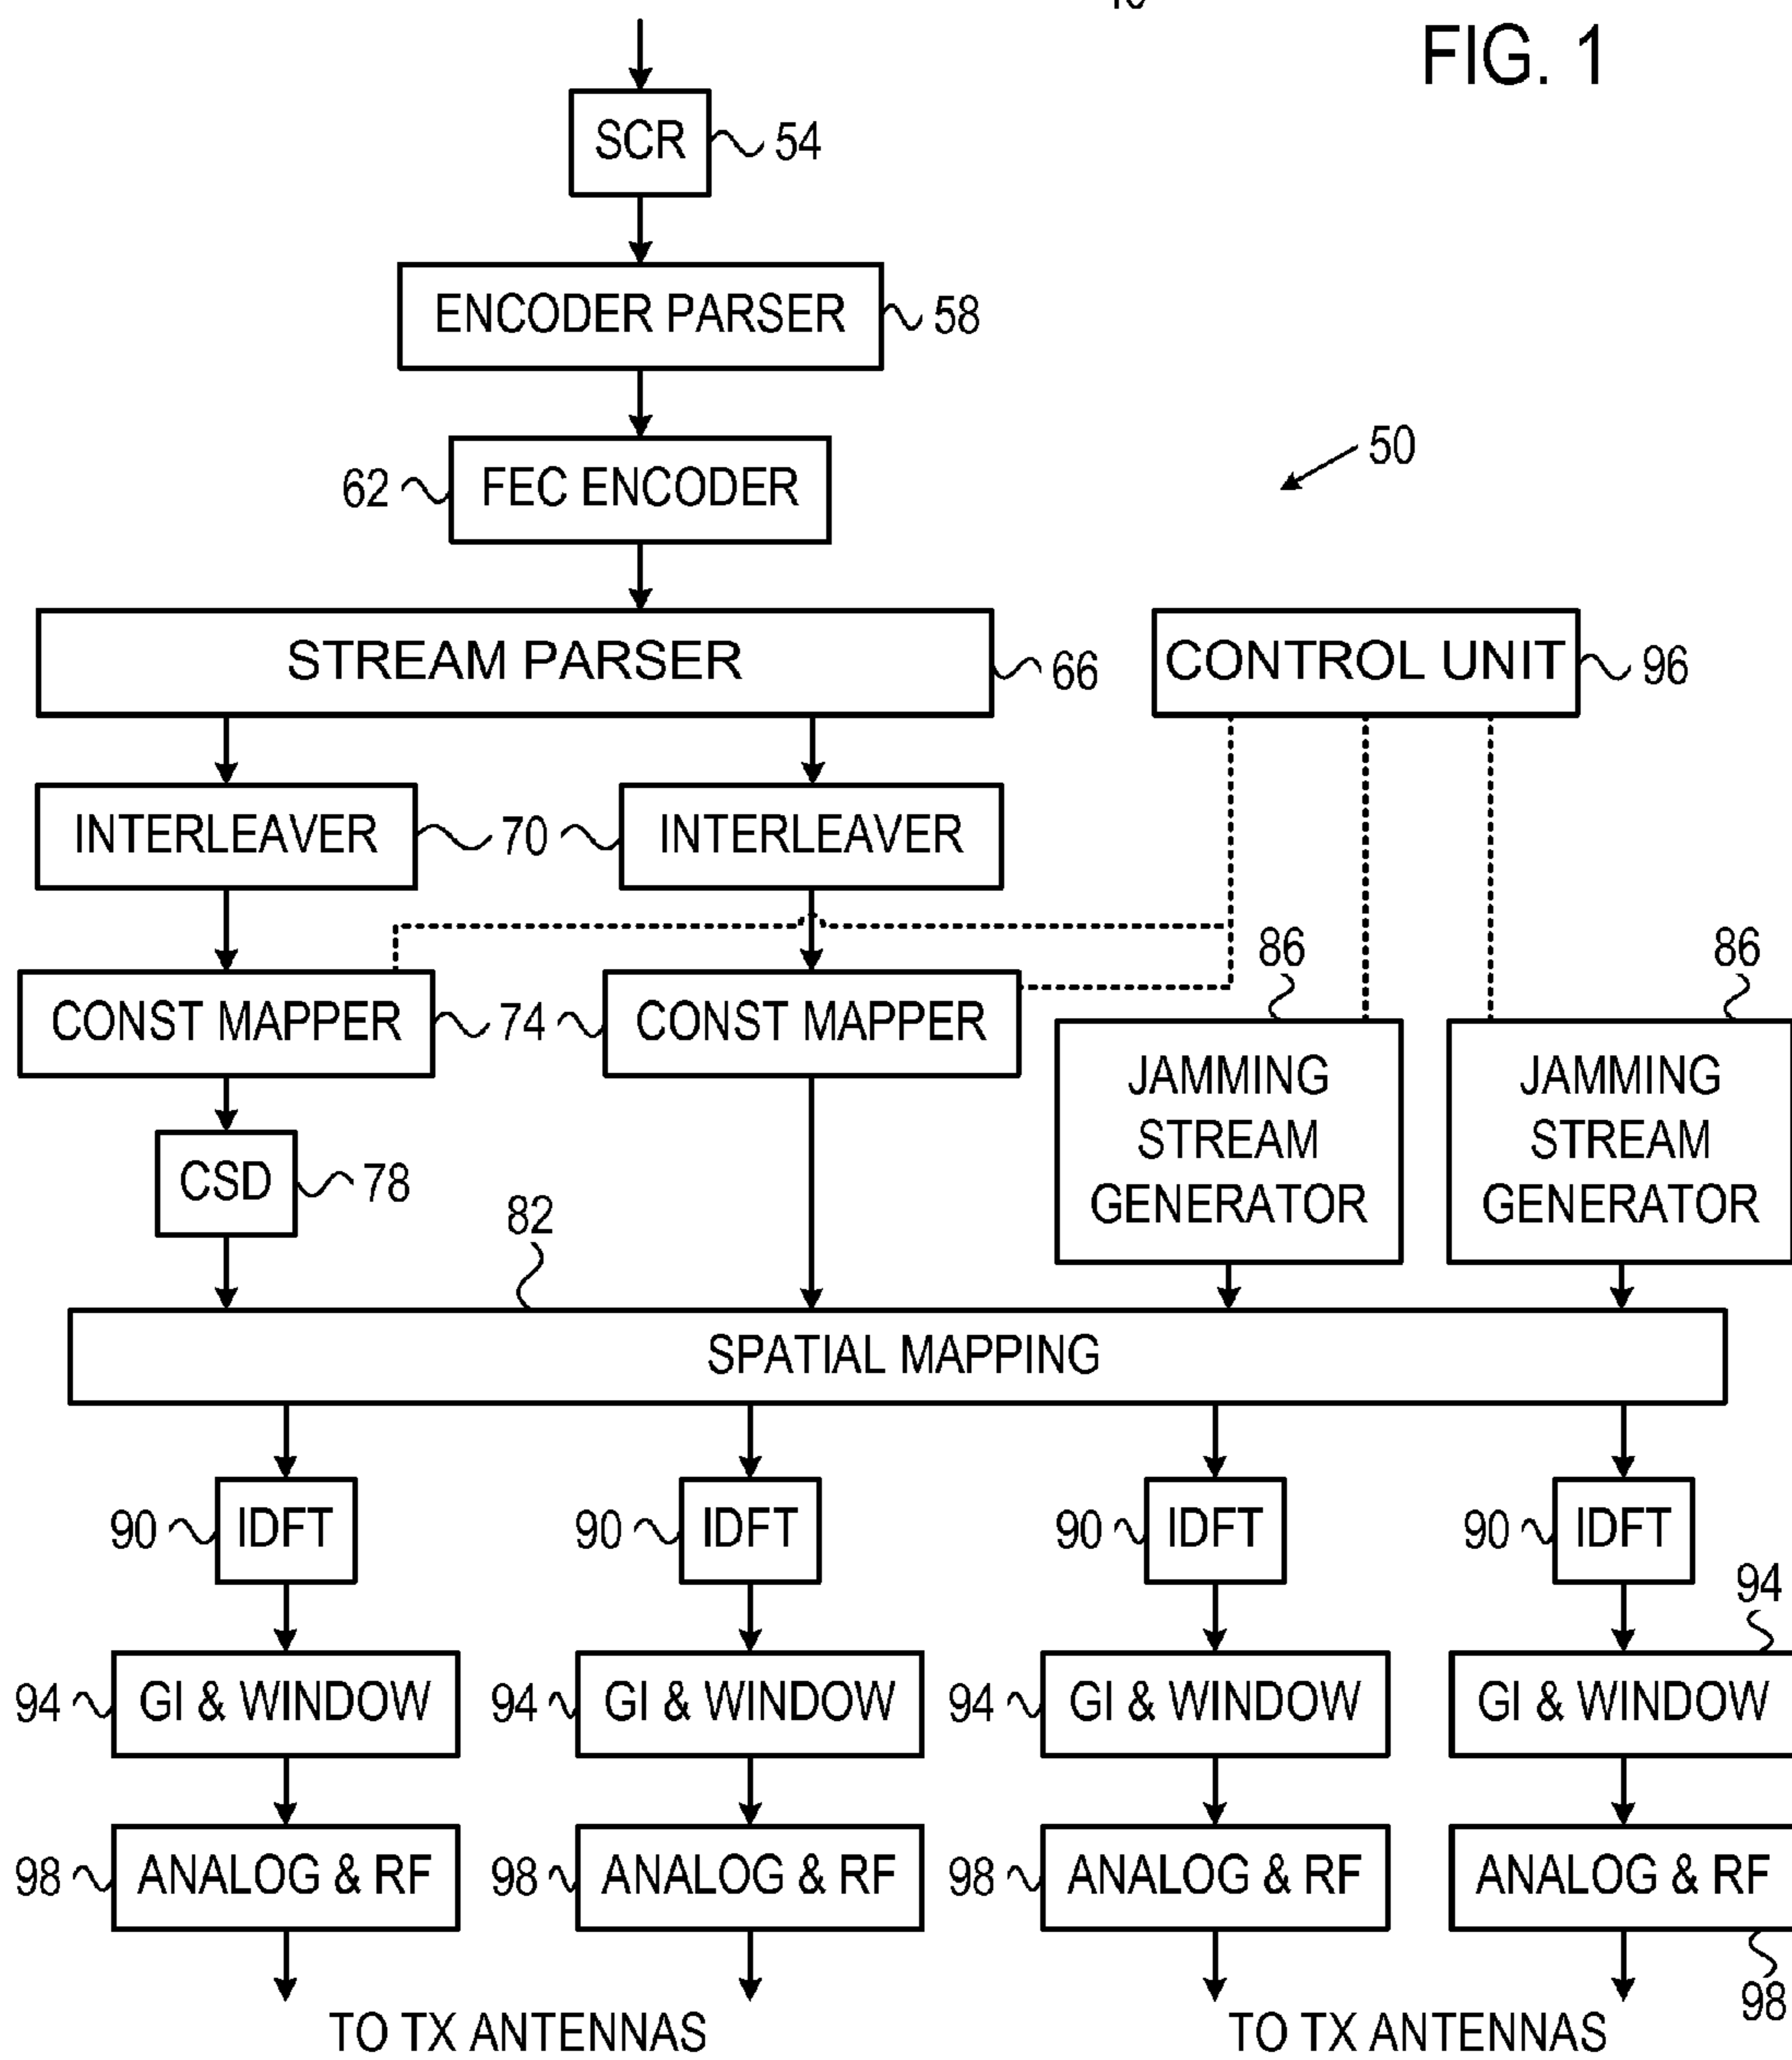 FIG. 1
SCR
54
ENCODER PARSER
58
FEC ENCODER
62
50
STREAM PARSER
66
CONTROL UNIT
96
INTERLEAVER
70
INTERLEAVER
CONST MAPPER
74
CONST MAPPER
86
86
JAMMING
STREAM
GENERATOR
JAMMING
STREAM
GENERATOR
CSD
78
82
SPATIAL MAPPING
90
IDFT
90
IDFT
90
IDFT
90
IDFT
94
94
GI & WINDOW
94
GI & WINDOW
94
GI & WINDOW
GI & WINDOW
98
ANALOG & RF
98
ANALOG & RF
98
ANALOG & RF
ANALOG & RF
98
TO TX ANTENNAS
TO TX ANTENNAS